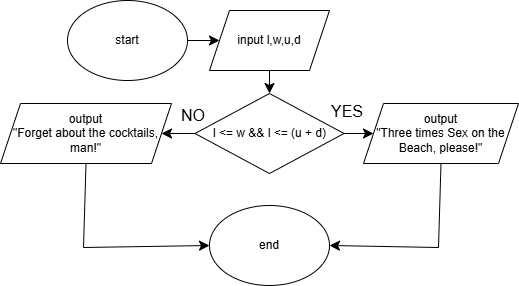 start
input l,w,u,d
NO
YES
output
"Forget about the cocktails,
man!"
l <= w && l <= (u + d)
output
"Three times Sex on the
Beach, please!"
end